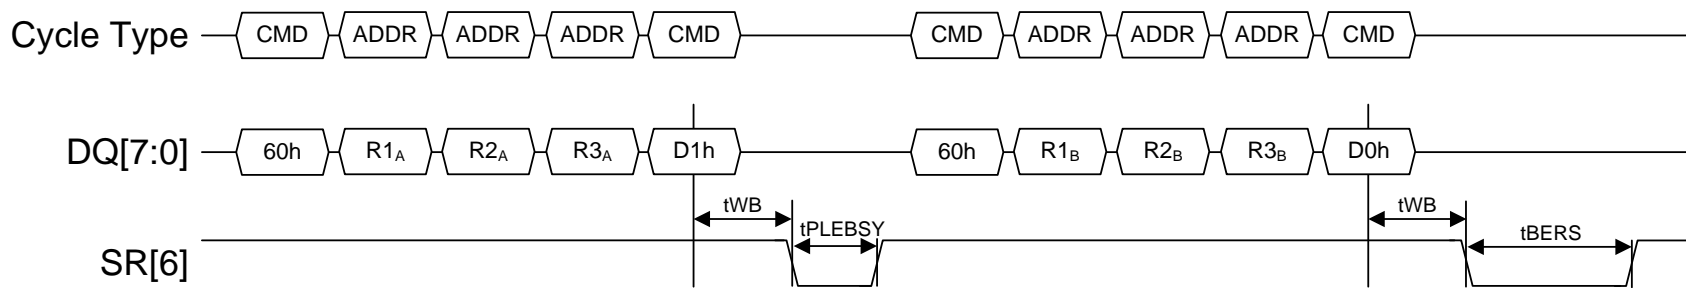 Cycle Type CMD ADDR ADDR ADDR CMD CMD ADDR ADDR ADDR CMD
DQ[7:0] 60h R1A R2A R3A D1h 60h R1B R2B R3B D0h
tWB tWB
tPLEBSY tBERS
SR[6]